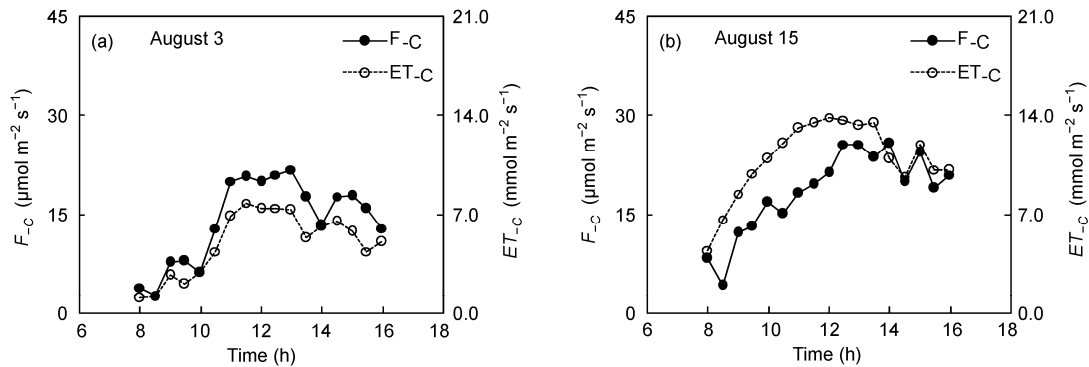 45
30
15
0
21.0
14.0
7.0
0.0
(a)
August 3
F₋C
ET₋C
F₋C (μmol m⁻² s⁻¹)
ET₋C (mmol m⁻² s⁻¹)
6 8 10 12 14 16 18
Time (h)
45
30
15
0
21.0
14.0
7.0
0.0
(b)
August 15
F₋C
ET₋C
F₋C (μmol m⁻² s⁻¹)
ET₋C (mmol m⁻² s⁻¹)
6 8 10 12 14 16 18
Time (h)